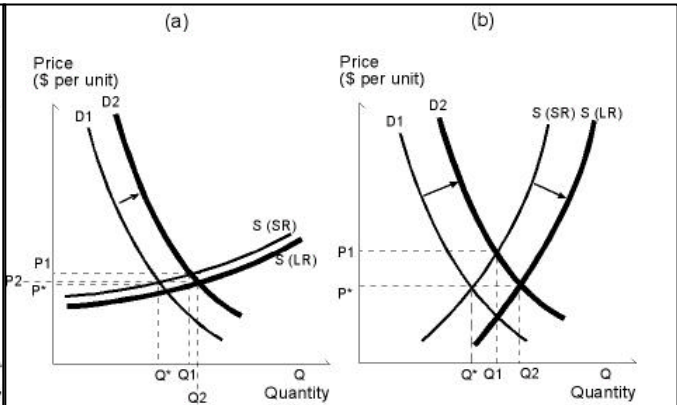 (a)
Price
($ per unit)
D2
D1
S (SR)
S (LR)
P1
P2
P*
Q* Q1 Q
Q2
Quantity
(b)
Price
($ per unit)
D2
D1
S (SR) S (LR)
P1
P*
Q* Q1 Q2 Q
Quantity